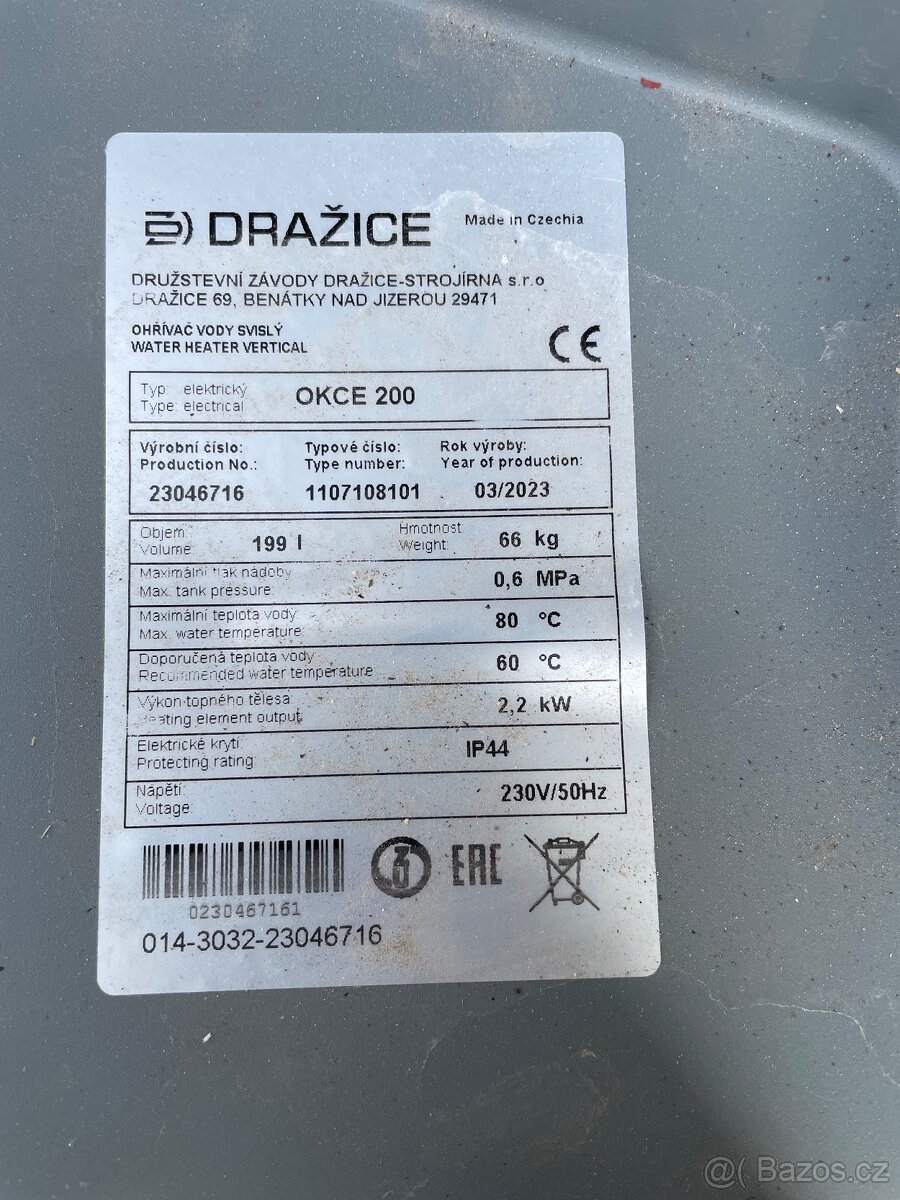 DRAŽICE Made in Czechia
DRUŽSTEVNÍ ZÁVODY DRAŽICE-STROJÍRNA s.r.o
DRAŽICE 69, BENÁTKY NAD JIZEROU 29471
OHŘÍVAČ VODY SVISLÝ
WATER HEATER VERTICAL
CE
Typ: elektrický
Type: electrical
OKCE 200
Výrobní číslo: Typové číslo: Rok výroby:
Production No.: Type number: Year of production:
23046716 1107108101 03/2023
Objem: Hmotnost:
Volume: 199 l Weight: 66 kg
Maximální tlak nádoby
Max. tank pressure: 0,6 MPa
Maximální teplota vody:
Max. water temperature: 80 °C
Doporučená teplota vody
Recommended water temperature: 60 °C
Výkon topného tělesa
Heating element output: 2,2 kW
Elektrické krytí:
Protecting rating: IP44
Nápětí:
Voltage: 230V/50Hz
EAC
0230467161
014-3032-23046716
@( Bazos.cz